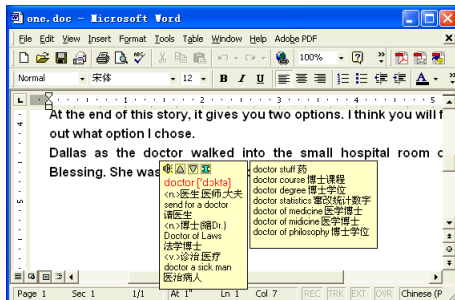 one.doc - Microsoft Word
File Edit View Insert Format Tools Table Window Help Adobe PDF
100%
Normal 宋体 12 B I U A
1 2 3 4 5
At the end of this story, it gives you two options. I think you will f
out what option I chose.
Dallas as the doctor walked into the small hospital room o
Blessing. She was
doctor ['dɔktə]
<n.>医生,医师,大夫
send for a doctor
请医生
<n.>博士(略Dr.)
Doctor of Laws
法学博士
<v.>诊治,医疗
doctor a sick man
医治病人
doctor stuff 药
doctor course 博士课程
doctor degree 博士学位
doctor statistics 窜改统计数字
doctor of medicine 医学博士
doctor of midicine 医学博士
doctor of philosophy 博士学位
Page 1 Sec 1 1/1 At 1" Ln 1 Col 7 REC TRK EXT OVR Chinese (P